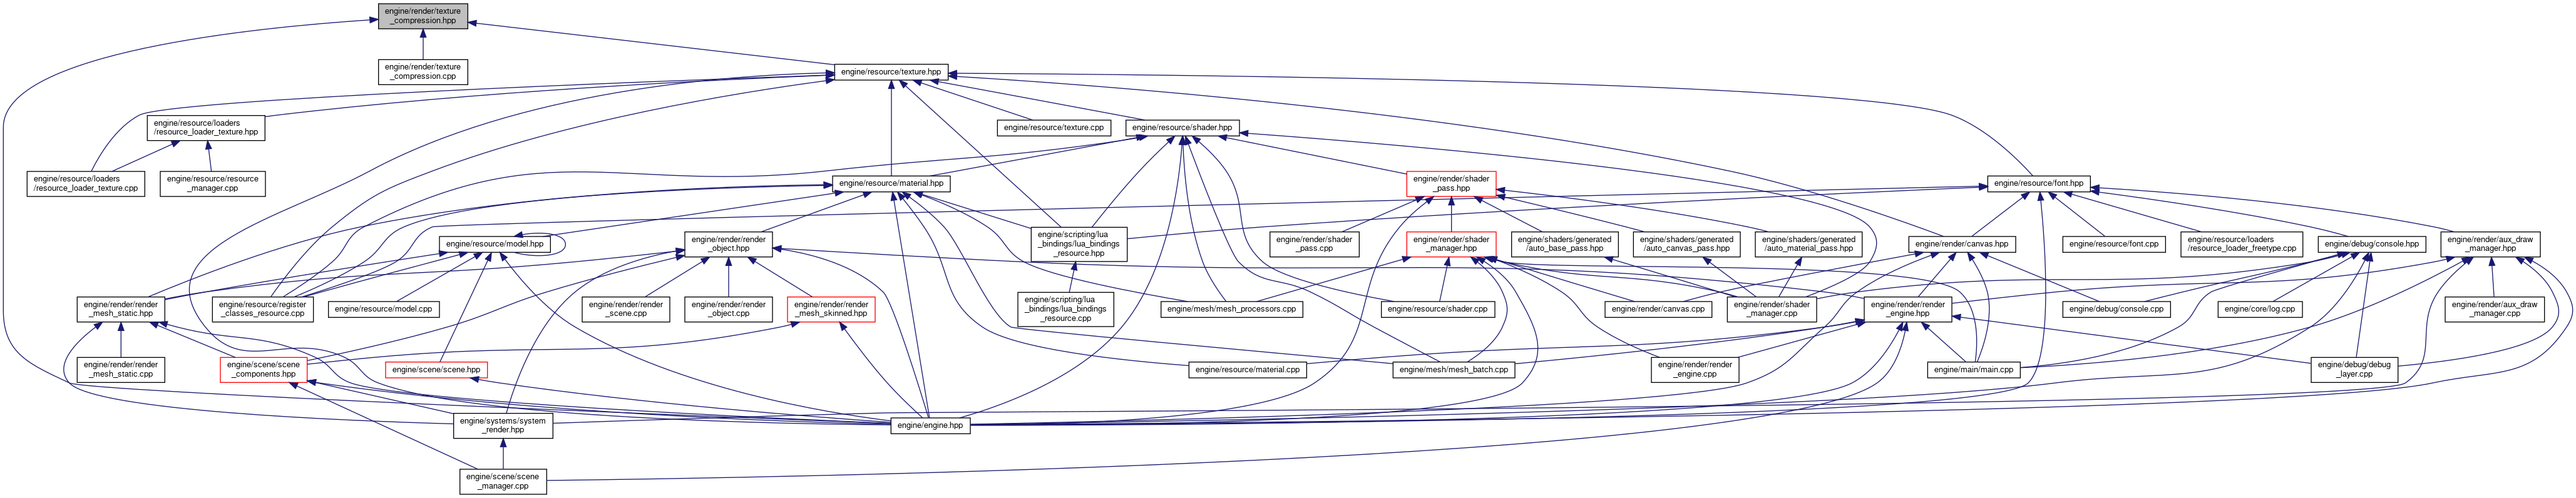 engine/render/texture
_compression.hpp
engine/render/texture
_compression.cpp
engine/resource/texture.hpp
engine/resource/loaders
/resource_loader_texture.hpp
engine/resource/texture.cpp
engine/resource/shader.hpp
engine/resource/loaders
/resource_loader_texture.cpp
engine/resource/resource
_manager.cpp
engine/resource/material.hpp
engine/render/shader
_pass.hpp
engine/resource/font.hpp
engine/resource/model.hpp
engine/render/render
_object.hpp
engine/scripting/lua
_bindings/lua_bindings
_resource.hpp
engine/render/shader
_pass.cpp
engine/render/shader
_manager.hpp
engine/shaders/generated
/auto_base_pass.hpp
engine/shaders/generated
/auto_canvas_pass.hpp
engine/shaders/generated
/auto_material_pass.hpp
engine/render/canvas.hpp
engine/resource/font.cpp
engine/resource/loaders
/resource_loader_freetype.cpp
engine/debug/console.hpp
engine/render/aux_draw
_manager.hpp
engine/render/render
_mesh_static.hpp
engine/resource/register
_classes_resource.cpp
engine/resource/model.cpp
engine/render/render
_scene.cpp
engine/render/render
_object.cpp
engine/render/render
_mesh_skinned.hpp
engine/scripting/lua
_bindings/lua_bindings
_resource.cpp
engine/mesh/mesh_processors.cpp
engine/resource/shader.cpp
engine/render/canvas.cpp
engine/render/shader
_manager.cpp
engine/render/render
_engine.hpp
engine/debug/console.cpp
engine/core/log.cpp
engine/render/aux_draw
_manager.cpp
engine/render/render
_mesh_static.cpp
engine/scene/scene
_components.hpp
engine/scene/scene.hpp
engine/resource/material.cpp
engine/mesh/mesh_batch.cpp
engine/render/render
_engine.cpp
engine/main/main.cpp
engine/debug/debug
_layer.cpp
engine/systems/system
_render.hpp
engine/engine.hpp
engine/scene/scene
_manager.cpp